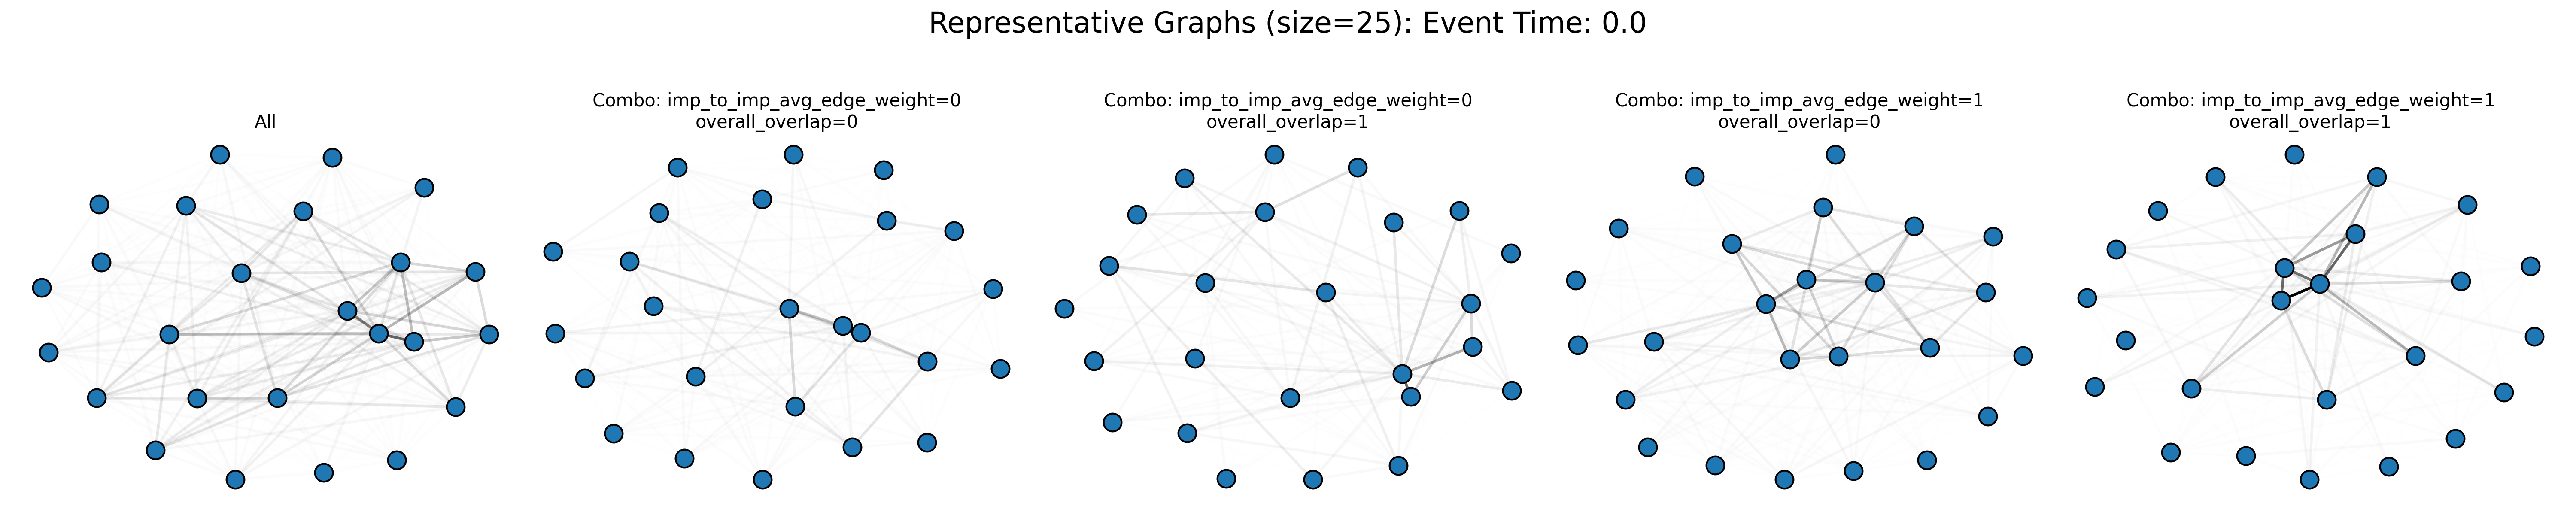 Representative Graphs (size=25): Event Time: 0.0
All
Combo: imp_to_imp_avg_edge_weight=0
overall_overlap=0
Combo: imp_to_imp_avg_edge_weight=0
overall_overlap=1
Combo: imp_to_imp_avg_edge_weight=1
overall_overlap=0
Combo: imp_to_imp_avg_edge_weight=1
overall_overlap=1